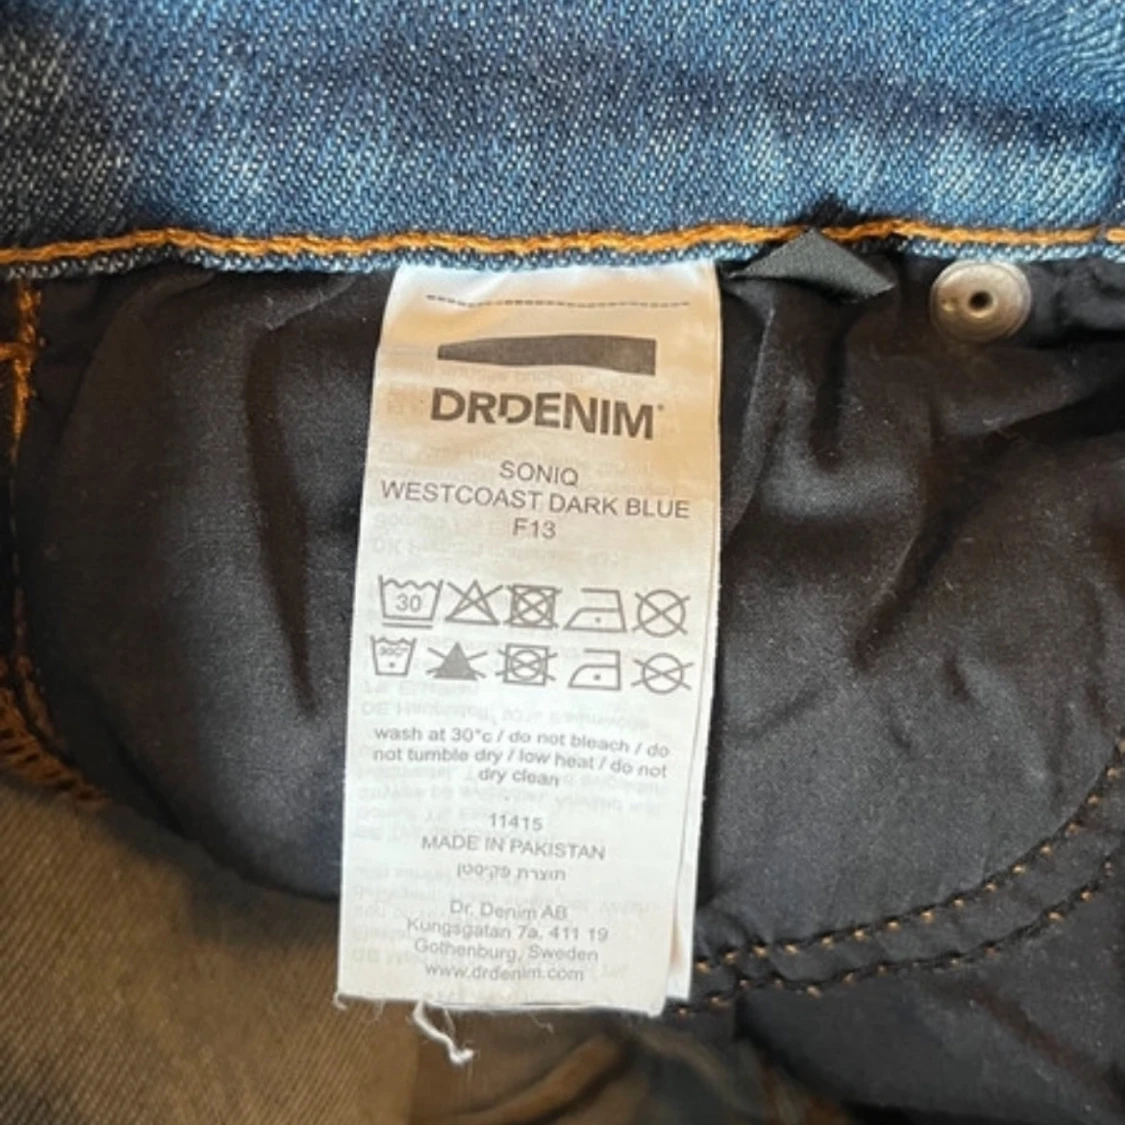 DRDENIM
SONIQ
WESTCOAST DARK BLUE
F13
30
30°C
wash at 30°c / do not bleach / do
not tumble dry / low heat / do not
dry clean
11415
MADE IN PAKISTAN
תוצרת פקיסטן
Dr. Denim AB
Kungsgatan 7a, 411 19
Gothenburg, Sweden
www.drdenim.com